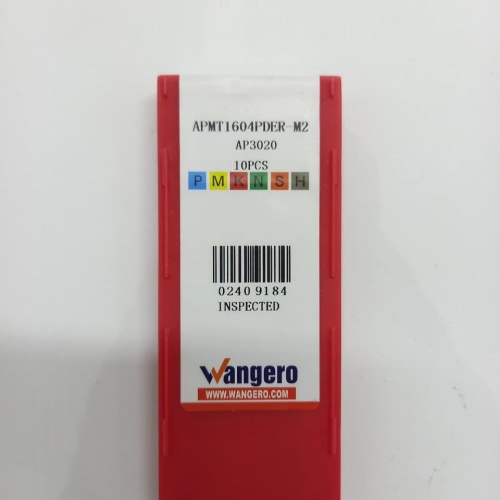 APMT1604PDER-M2
AP3020
10PCS
P M K N S H
0240 9184
INSPECTED
Wangero
WWW.WANGERO.COM